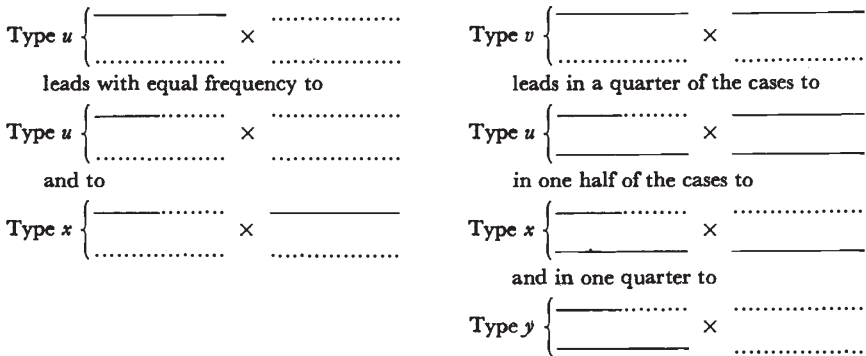 Type u ×
leads with equal frequency to
Type u ×
and to
Type x ×
Type v ×
leads in a quarter of the cases to
Type u ×
in one half of the cases to
Type x ×
and in one quarter to
Type y ×